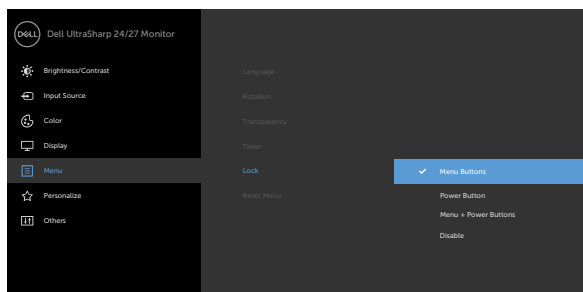 DELL
Dell UltraSharp 24/27 Monitor
Brightness/Contrast
Input Source
Color
Display
Menu
Personalize
Others
Language
Rotation
Transparency
Timer
Lock
Reset Menu
Menu Buttons
Power Button
Menu + Power Buttons
Disable